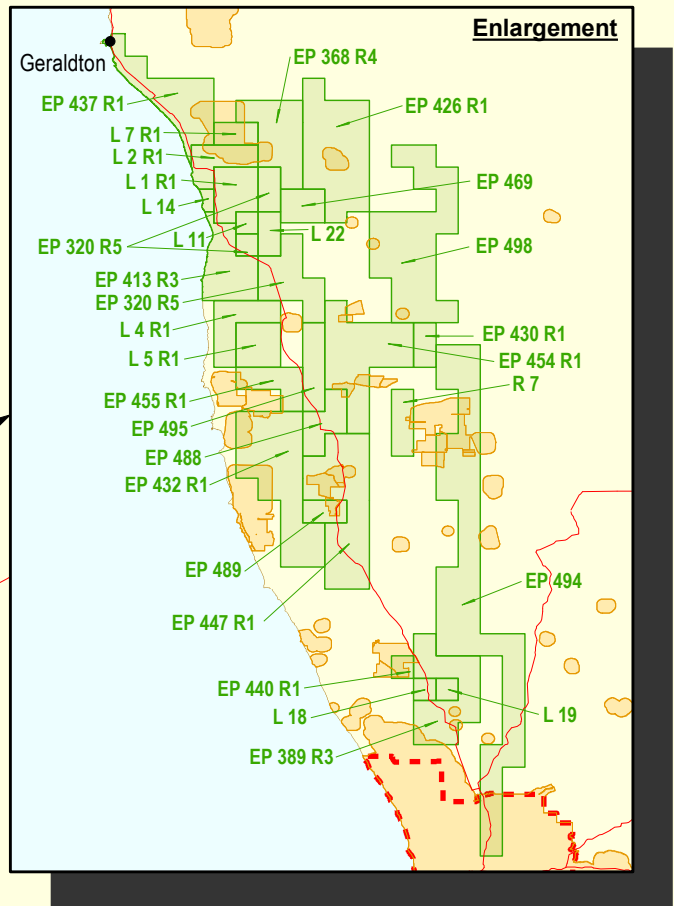 Enlargement
Geraldton
EP 368 R4
EP 437 R1
EP 426 R1
L 7 R1
L 2 R1
L 1 R1
EP 469
L 14
L 11
L 22
EP 320 R5
EP 498
EP 413 R3
EP 320 R5
L 4 R1
EP 430 R1
L 5 R1
EP 454 R1
R 7
EP 455 R1
EP 495
EP 488
EP 432 R1
EP 489
EP 494
EP 447 R1
EP 440 R1
L 18
L 19
EP 389 R3